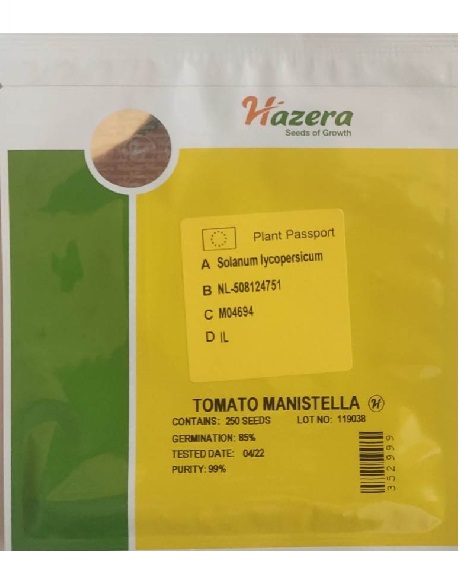 Hazera
Seeds of Growth
Plant Passport
A Solanum lycopersicum
B NL-508124751
C M04694
D IL
TOMATO MANISTELLA H
CONTAINS: 250 SEEDS LOT NO: 119038
GERMINATION: 85%
TESTED DATE: 04/22
PURITY: 99%
352999